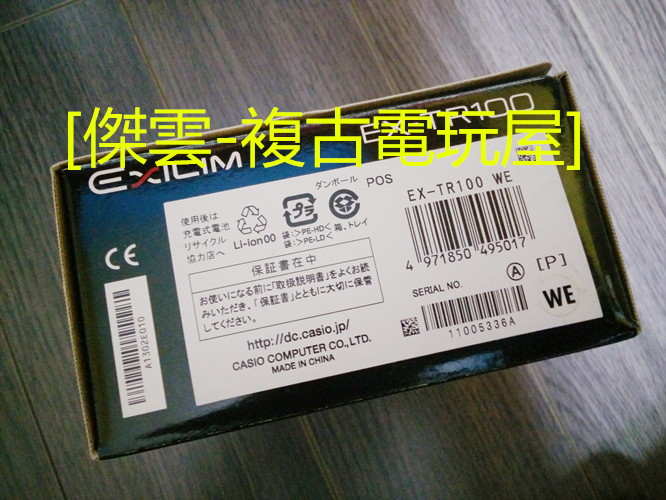 [傑雲-複古電玩屋]
EXILIM
EX-TR100
使用後は
充電式電池
リサイクル
協力店へ
Li-ion00
ダンボール
袋:>PE-HD< 箱、トレイ
袋:>PE-LD<
POS
EX-TR100 WE
4 971850 495017
保証書在中
お使いになる前に「取扱説明書」をよくお読
みいただき、「保証書」とともに大切に保管
してください。
http://dc.casio.jp/
CASIO COMPUTER CO., LTD.
MADE IN CHINA
SERIAL NO.
A
[P]
WE
11005336A
CE
A1302E010